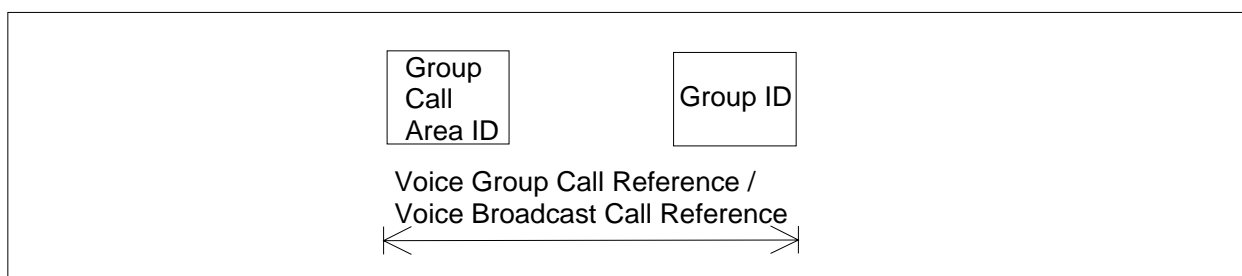 Group
Call
Area ID
Group ID
Voice Group Call Reference /
Voice Broadcast Call Reference